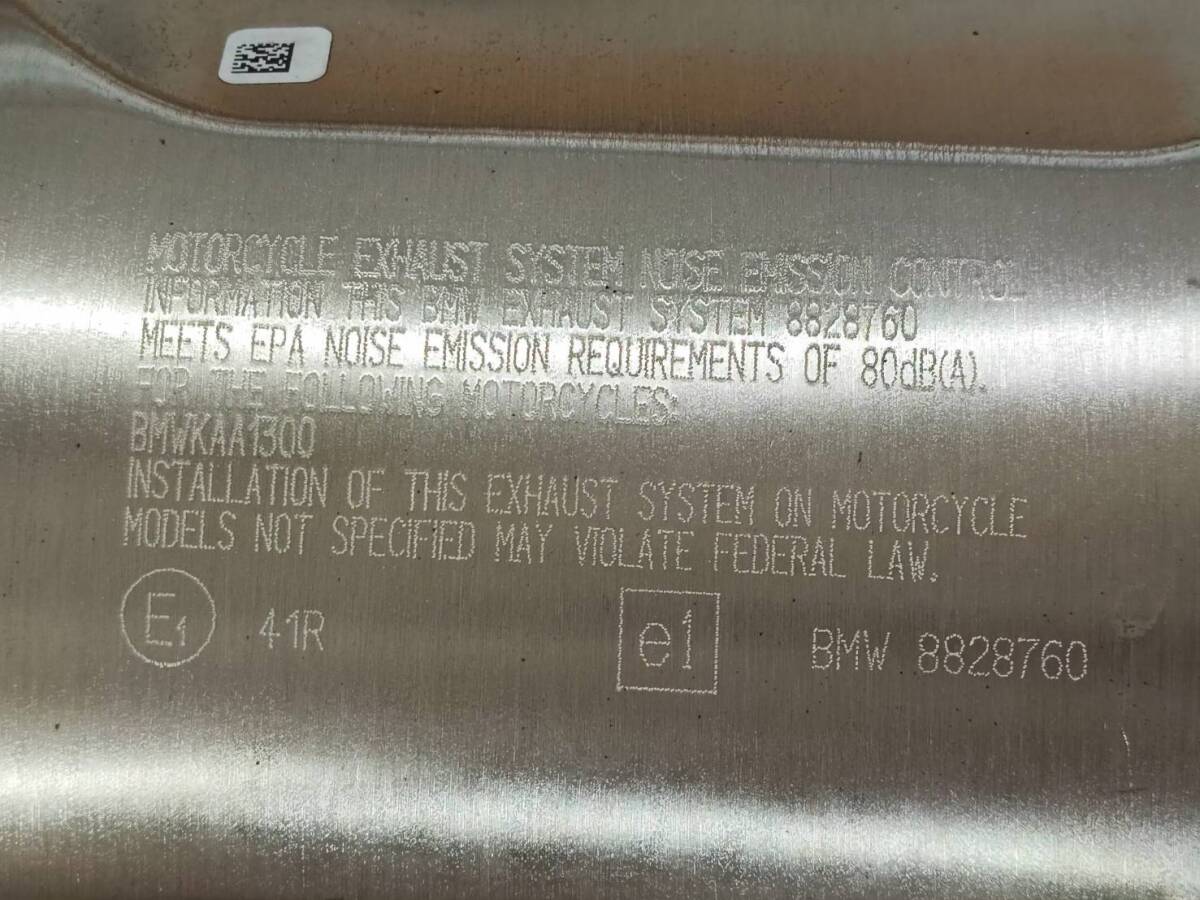 MOTORCYCLE EXHAUST SYSTEM NOISE EMISSION CONTROL
INFORMATION THIS BMW EXHAUST SYSTEM 8828760
MEETS EPA NOISE EMISSION REQUIREMENTS OF 80dB(A).
FOR THE FOLLOWING MOTORCYCLES:
BMWKAA1300
INSTALLATION OF THIS EXHAUST SYSTEM ON MOTORCYCLE
MODELS NOT SPECIFIED MAY VIOLATE FEDERAL LAW.
E1 41R e1 BMW 8828760